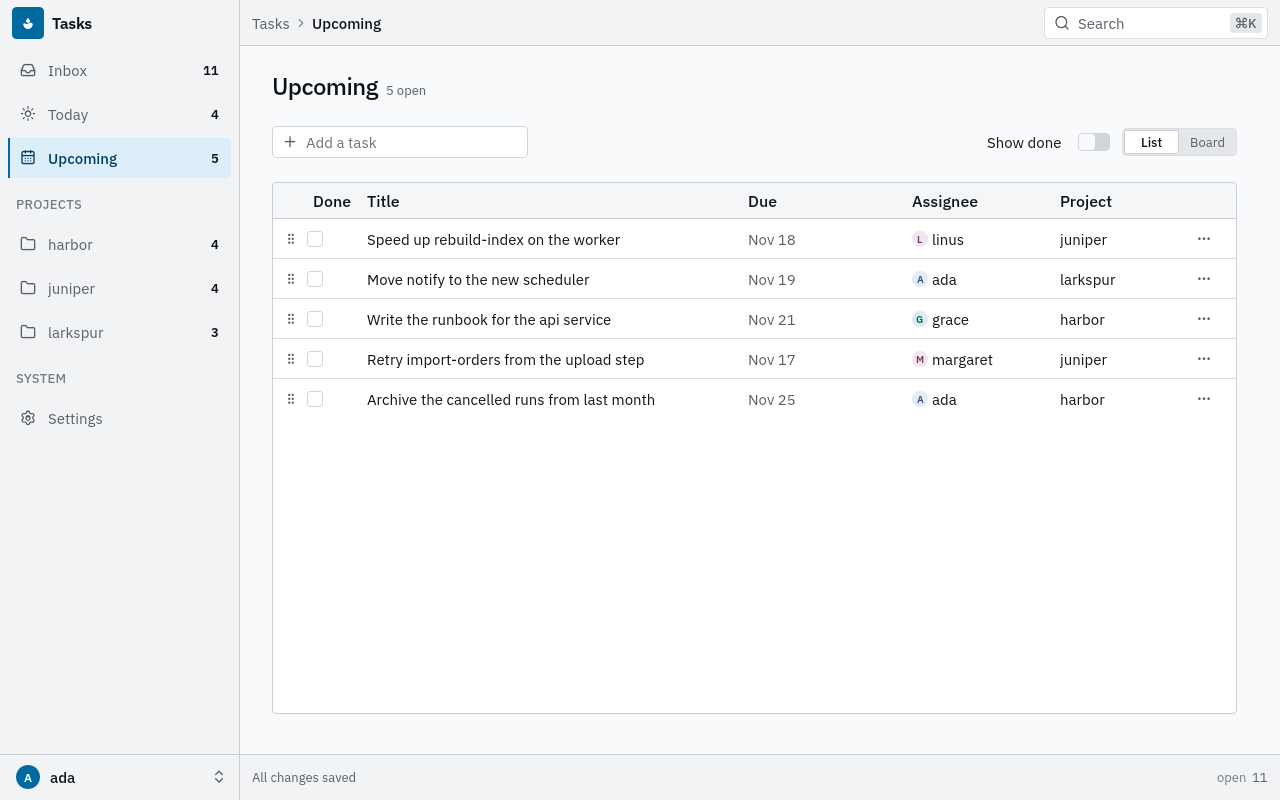 Tasks
Tasks Upcoming
Search ⌘K
Inbox 11
Today 4
Upcoming 5
PROJECTS
harbor 4
juniper 4
larkspur 3
SYSTEM
Settings
A ada
Upcoming 5 open
Add a task
Show done
List Board
Done Title Due Assignee Project
Speed up rebuild-index on the worker Nov 18 L linus juniper
Move notify to the new scheduler Nov 19 A ada larkspur
Write the runbook for the api service Nov 21 G grace harbor
Retry import-orders from the upload step Nov 17 M margaret juniper
Archive the cancelled runs from last month Nov 25 A ada harbor
All changes saved
open 11